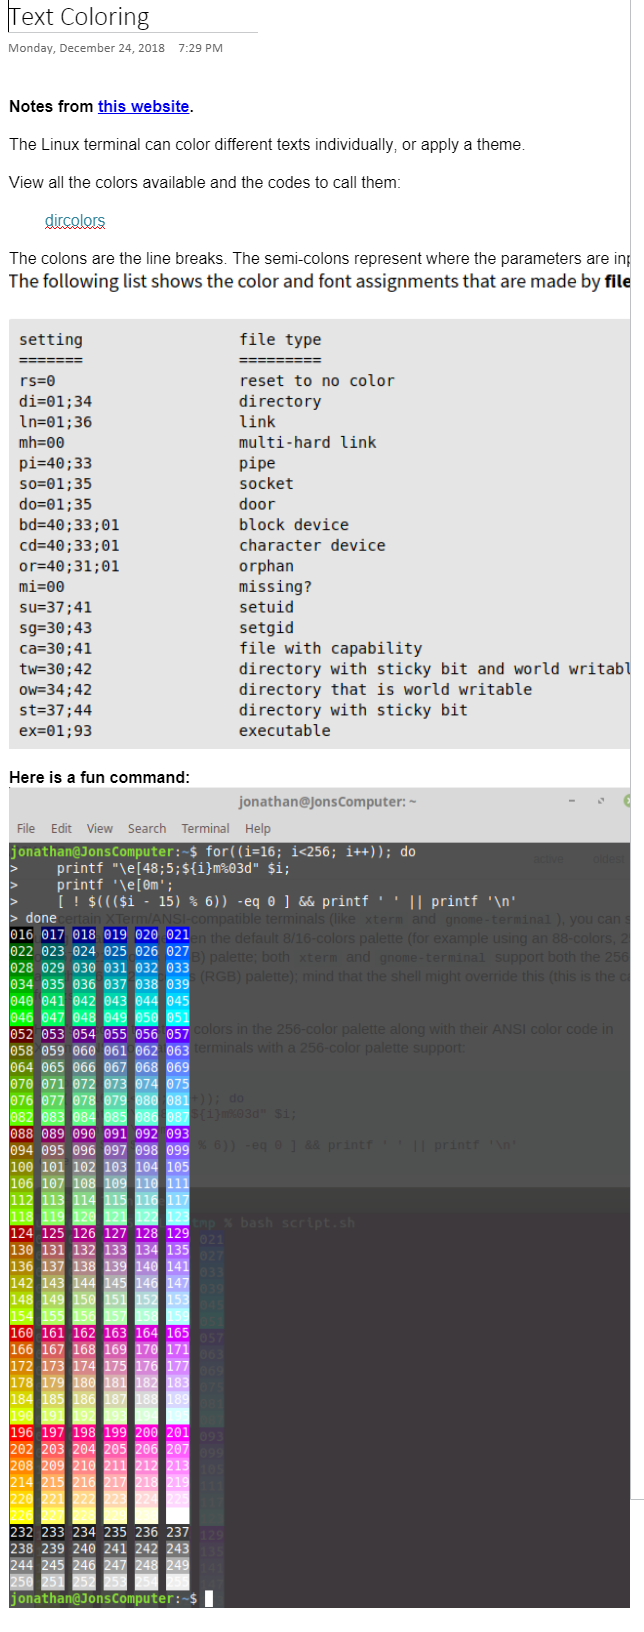 Text Coloring
Monday, December 24, 2018 7:29 PM
Notes from this website.
The Linux terminal can color different texts individually, or apply a theme.
View all the colors available and the codes to call them:
dircolors
The colons are the line breaks. The semi-colons represent where the parameters are inp
The following list shows the color and font assignments that are made by file
setting file type
======= =========
rs=0 reset to no color
di=01;34 directory
ln=01;36 link
mh=00 multi-hard link
pi=40;33 pipe
so=01;35 socket
do=01;35 door
bd=40;33;01 block device
cd=40;33;01 character device
or=40;31;01 orphan
mi=00 missing?
su=37;41 setuid
sg=30;43 setgid
ca=30;41 file with capability
tw=30;42 directory with sticky bit and world writabl
ow=34;42 directory that is world writable
st=37;44 directory with sticky bit
ex=01;93 executable
Here is a fun command:
jonathan@JonsComputer: ~
File Edit View Search Terminal Help
jonathan@JonsComputer:~$ for((i=16; i<256; i++)); do
> printf "\e[48;5;${i}m%03d" $i;
> printf '\e[0m';
> [ ! $((($i - 15) % 6)) -eq 0 ] && printf ' ' || printf '\n'
> done
016 017 018 019 020 021
022 023 024 025 026 027
028 029 030 031 032 033
034 035 036 037 038 039
040 041 042 043 044 045
046 047 048 049 050 051
052 053 054 055 056 057
058 059 060 061 062 063
064 065 066 067 068 069
070 071 072 073 074 075
076 077 078 079 080 081
082 083 084 085 086 087
088 089 090 091 092 093
094 095 096 097 098 099
100 101 102 103 104 105
106 107 108 109 110 111
112 113 114 115 116 117
118 119 120 121 122 123
124 125 126 127 128 129
130 131 132 133 134 135
136 137 138 139 140 141
142 143 144 145 146 147
148 149 150 151 152 153
154 155 156 157 158 159
160 161 162 163 164 165
166 167 168 169 170 171
172 173 174 175 176 177
178 179 180 181 182 183
184 185 186 187 188 189
190 191 192 193 194
196 197 198 199 200 201
202 203 204 205 206 207
208 209 210 211 212 213
214 215 216 217 218 219
220 221 222 223 224 225
226 227
232 233 234 235 236 237
238 239 240 241 242 243
244 245 246 247 248 249
250 251 252 253 254 255
jonathan@JonsComputer:~$